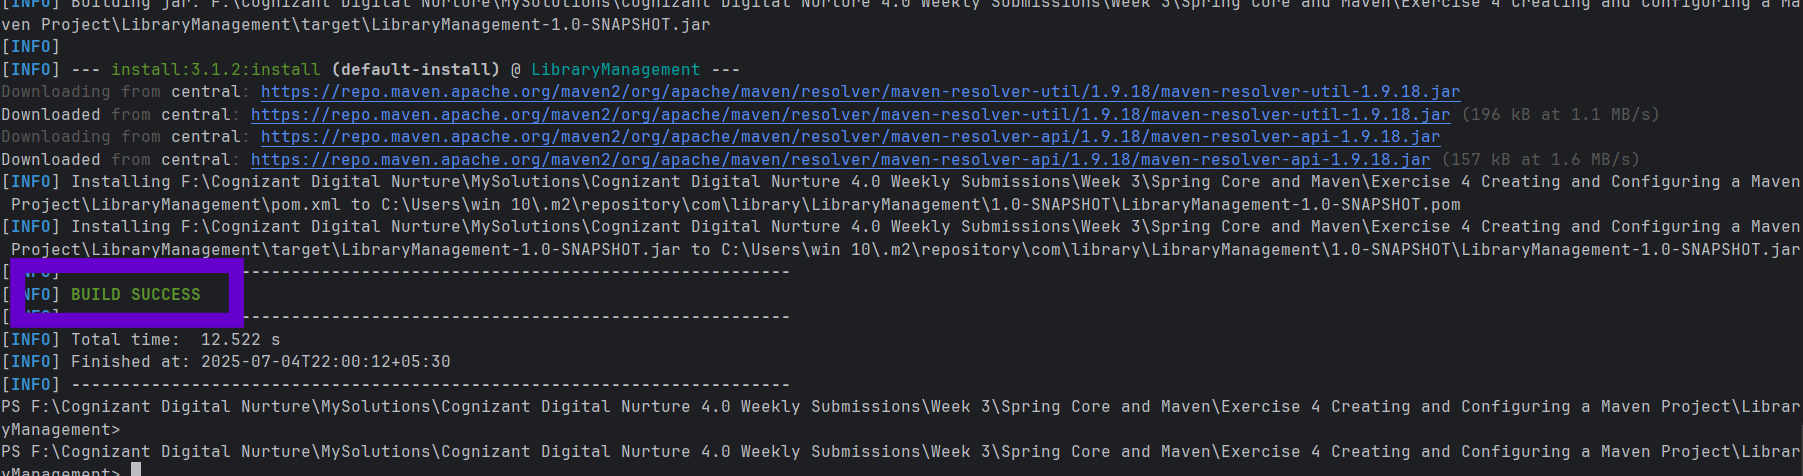 [INFO] Building jar: F:\Cognizant Digital Nurture\MySolutions\Cognizant Digital Nurture 4.0 Weekly Submissions\Week 3\Spring Core and Maven\Exercise 4 Creating and Configuring a Ma
ven Project\LibraryManagement\target\LibraryManagement-1.0-SNAPSHOT.jar
[INFO]
[INFO] --- install:3.1.2:install (default-install) @ LibraryManagement ---
Downloading from central: https://repo.maven.apache.org/maven2/org/apache/maven/resolver/maven-resolver-util/1.9.18/maven-resolver-util-1.9.18.jar
Downloaded from central: https://repo.maven.apache.org/maven2/org/apache/maven/resolver/maven-resolver-util/1.9.18/maven-resolver-util-1.9.18.jar (196 kB at 1.1 MB/s)
Downloading from central: https://repo.maven.apache.org/maven2/org/apache/maven/resolver/maven-resolver-api/1.9.18/maven-resolver-api-1.9.18.jar
Downloaded from central: https://repo.maven.apache.org/maven2/org/apache/maven/resolver/maven-resolver-api/1.9.18/maven-resolver-api-1.9.18.jar (157 kB at 1.6 MB/s)
[INFO] Installing F:\Cognizant Digital Nurture\MySolutions\Cognizant Digital Nurture 4.0 Weekly Submissions\Week 3\Spring Core and Maven\Exercise 4 Creating and Configuring a Maven
Project\LibraryManagement\pom.xml to C:\Users\win 10\.m2\repository\com\library\LibraryManagement\1.0-SNAPSHOT\LibraryManagement-1.0-SNAPSHOT.pom
[INFO] Installing F:\Cognizant Digital Nurture\MySolutions\Cognizant Digital Nurture 4.0 Weekly Submissions\Week 3\Spring Core and Maven\Exercise 4 Creating and Configuring a Maven
Project\LibraryManagement\target\LibraryManagement-1.0-SNAPSHOT.jar to C:\Users\win 10\.m2\repository\com\library\LibraryManagement\1.0-SNAPSHOT\LibraryManagement-1.0-SNAPSHOT.jar
[INFO] ------------------------------------------------------------------------
[INFO] BUILD SUCCESS
[INFO] ------------------------------------------------------------------------
[INFO] Total time:  12.522 s
[INFO] Finished at: 2025-07-04T22:00:12+05:30
[INFO] ------------------------------------------------------------------------
PS F:\Cognizant Digital Nurture\MySolutions\Cognizant Digital Nurture 4.0 Weekly Submissions\Week 3\Spring Core and Maven\Exercise 4 Creating and Configuring a Maven Project\Librar
yManagement>
PS F:\Cognizant Digital Nurture\MySolutions\Cognizant Digital Nurture 4.0 Weekly Submissions\Week 3\Spring Core and Maven\Exercise 4 Creating and Configuring a Maven Project\Librar
yManagement>